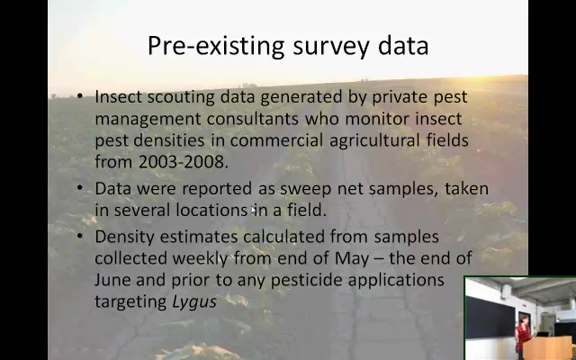 Pre-existing survey data
• Insect scouting data generated by private pest
management consultants who monitor insect
pest densities in commercial agricultural fields
from 2003-2008.
• Data were reported as sweep net samples, taken
in several locations in a field.
• Density estimates calculated from samples
collected weekly from end of May – the end of
June and prior to any pesticide applications
targeting Lygus